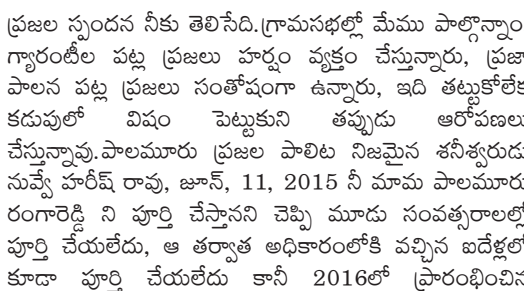 ప్రజల స్పందన నీకు తెలిసేది.గ్రామసభల్లో మేము పాల్గొన్నాం
గ్యారంటీల పట్ల ప్రజలు హర్షం వ్యక్తం చేస్తున్నారు, ప్రజా
పాలన పట్ల ప్రజలు సంతోషంగా ఉన్నారు, ఇది తట్టుకోలేక
కడుపులో విషం పెట్టుకుని తప్పుడు ఆరోపణలు
చేస్తున్నావు.పాలమూరు ప్రజల పాలిట నిజమైన శనీశ్వరుడు
నువ్వే హరీష్ రావు, జూన్, 11, 2015 నీ మామ పాలమూరు
రంగారెడ్డి ని పూర్తి చేస్తానని చెప్పి మూడు సంవత్సరాలల్లో
పూర్తి చేయలేదు, ఆ తర్వాత అధికారంలోకి వచ్చిన ఐదేళ్లలో
కూడా పూర్తి చేయలేదు కానీ 2016లో ప్రారంభించిన